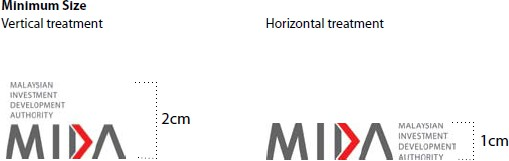 Minimum Size
Vertical treatment
MALAYSIAN
INVESTMENT
DEVELOPMENT
AUTHORITY
MIDA
2cm
Horizontal treatment
MIDA
MALAYSIAN
INVESTMENT
DEVELOPMENT
AUTHORITY
1cm